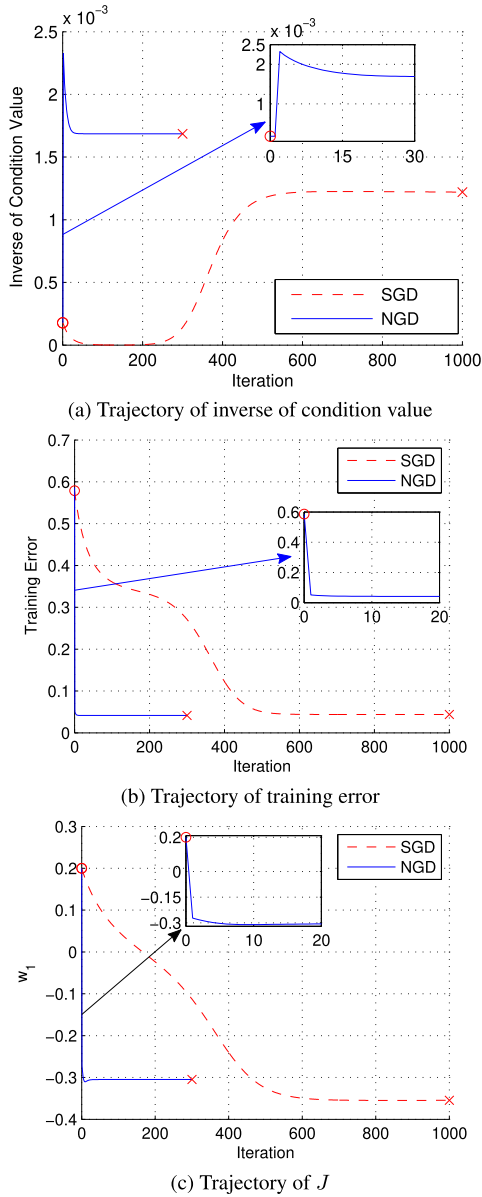 x 10⁻³
2.5
2
1.5
1
0.5
0
Inverse of Condition Value
x 10⁻³
2.5
2
1
0 15 30
SGD
NGD
0 200 400 600 800 1000
Iteration
(a) Trajectory of inverse of condition value
0.7
0.6
0.5
0.4
0.3
0.2
0.1
0
Training Error
SGD
NGD
0.6
0.4
0.2
0
0 10 20
0 200 400 600 800 1000
Iteration
(b) Trajectory of training error
0.3
0.2
0.1
0
−0.1
−0.2
−0.3
−0.4
w₁
0.2
0
−0.15
−0.3
0 10 20
SGD
NGD
0 200 400 600 800 1000
Iteration
(c) Trajectory of J